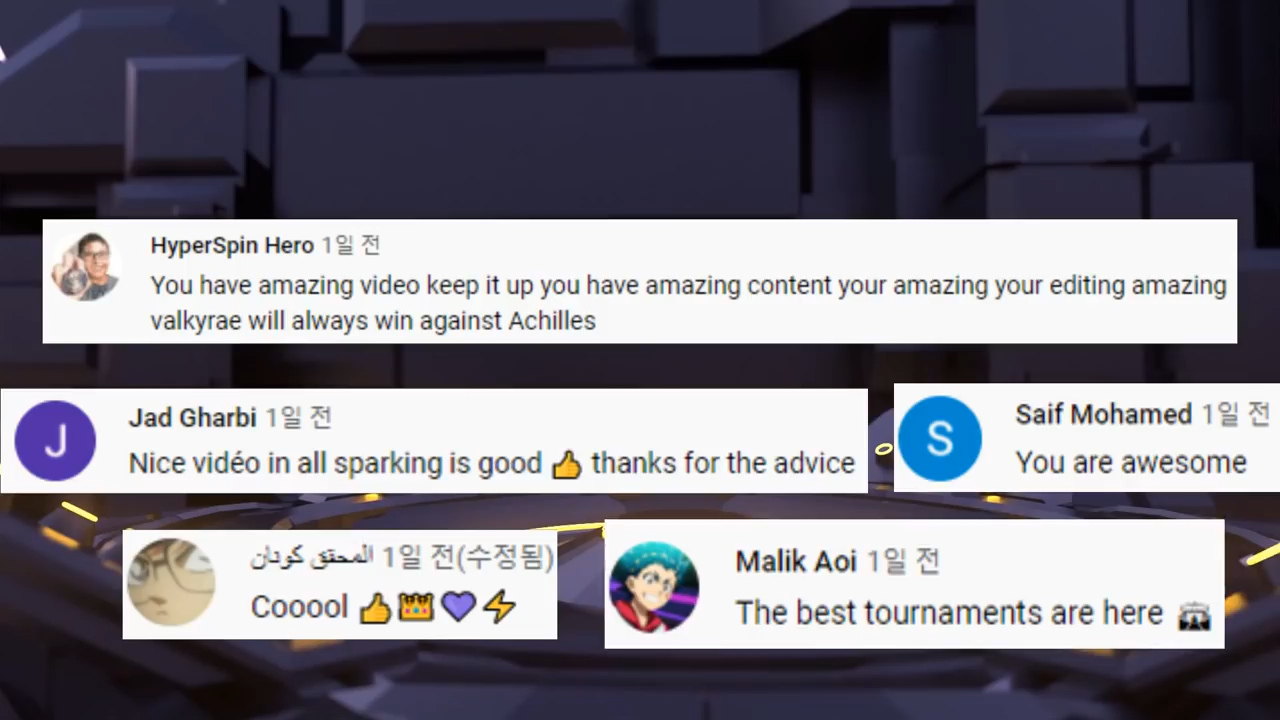 HyperSpin Hero 1일 전
You have amazing video keep it up you have amazing content your amazing your editing amazing
valkyrae will always win against Achilles
Jad Gharbi 1일 전
Nice vidéo in all sparking is good 👍 thanks for the advice
J
Saif Mohamed 1일 전
You are awesome
S
المحقق كودان 1일 전(수정됨)
Cooool 👍👑💜⚡
Malik Aoi 1일 전
The best tournaments are here 🏟